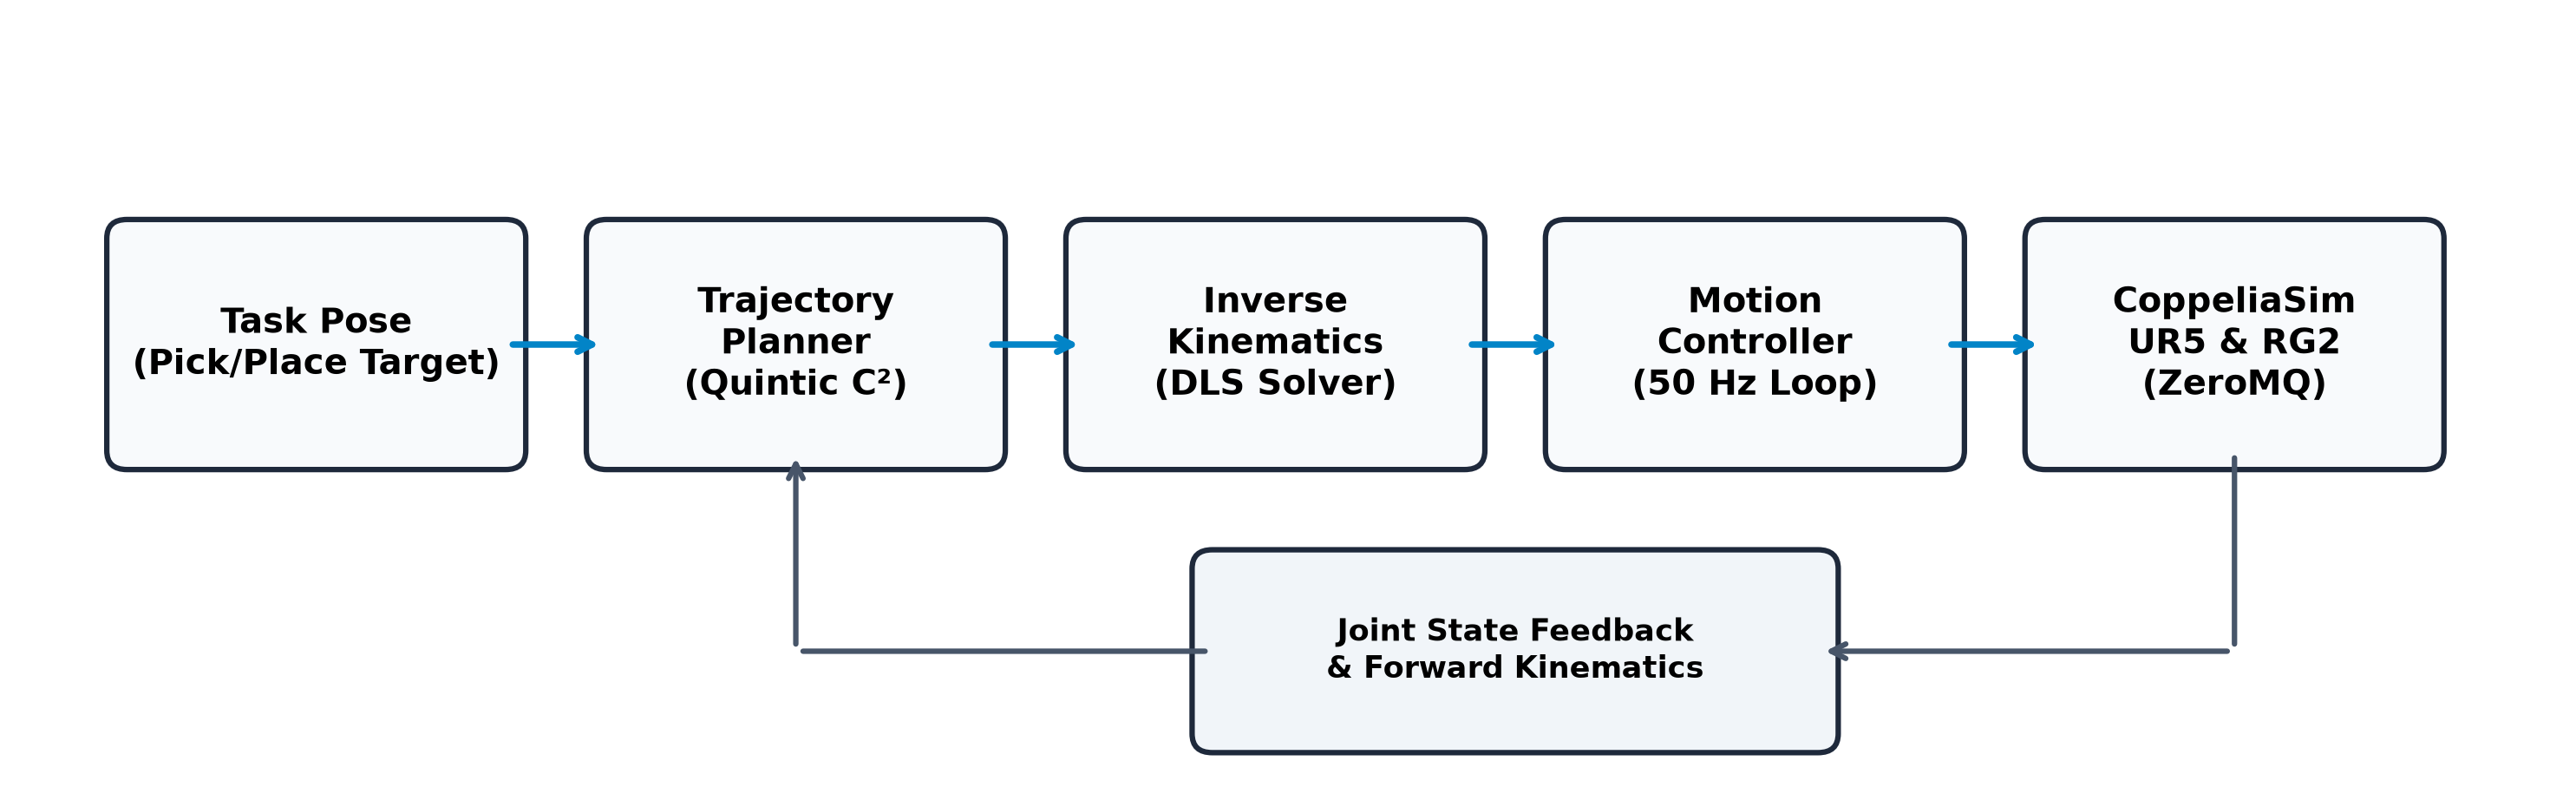 Task Pose
(Pick/Place Target)
Trajectory
Planner
(Quintic C²)
Inverse
Kinematics
(DLS Solver)
Motion
Controller
(50 Hz Loop)
CoppeliaSim
UR5 & RG2
(ZeroMQ)
Joint State Feedback
& Forward Kinematics